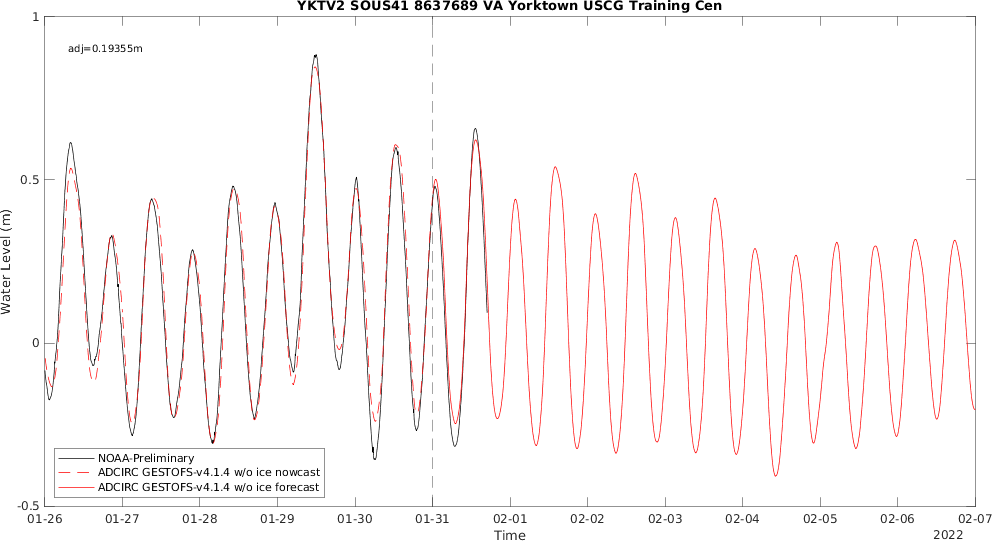 YKTV2 SOUS41 8637689 VA Yorktown USCG Training Cen
adj=0.19355m
Water Level (m)
1
0.5
0
-0.5
NOAA-Preliminary
ADCIRC GESTOFS-v4.1.4 w/o ice nowcast
ADCIRC GESTOFS-v4.1.4 w/o ice forecast
01-26 01-27 01-28 01-29 01-30 01-31 02-01 02-02 02-03 02-04 02-05 02-06 02-07
Time
2022